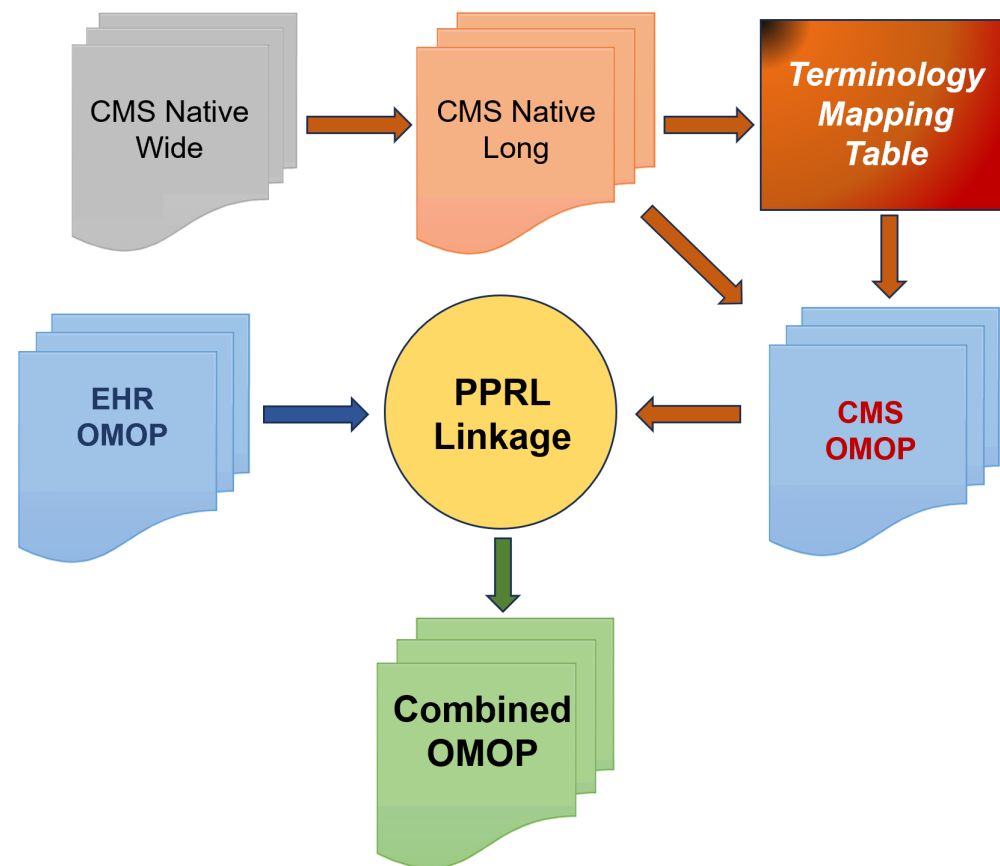 CMS Native
Wide
CMS Native
Long
Terminology
Mapping
Table
EHR
OMOP
PPRL
Linkage
CMS
OMOP
Combined
OMOP